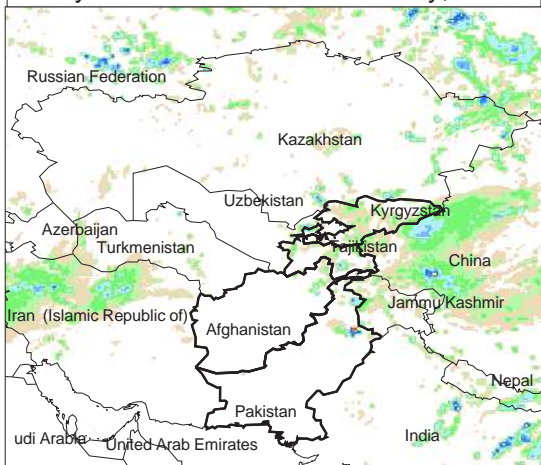 Russian Federation
Kazakhstan
Uzbekistan
Kyrgyzstan
Azerbaijan
Turkmenistan
Tajikistan
China
Jammu Kashmir
Iran (Islamic Republic of)
Afghanistan
Nepal
Pakistan
udi Arabia
United Arab Emirates
India